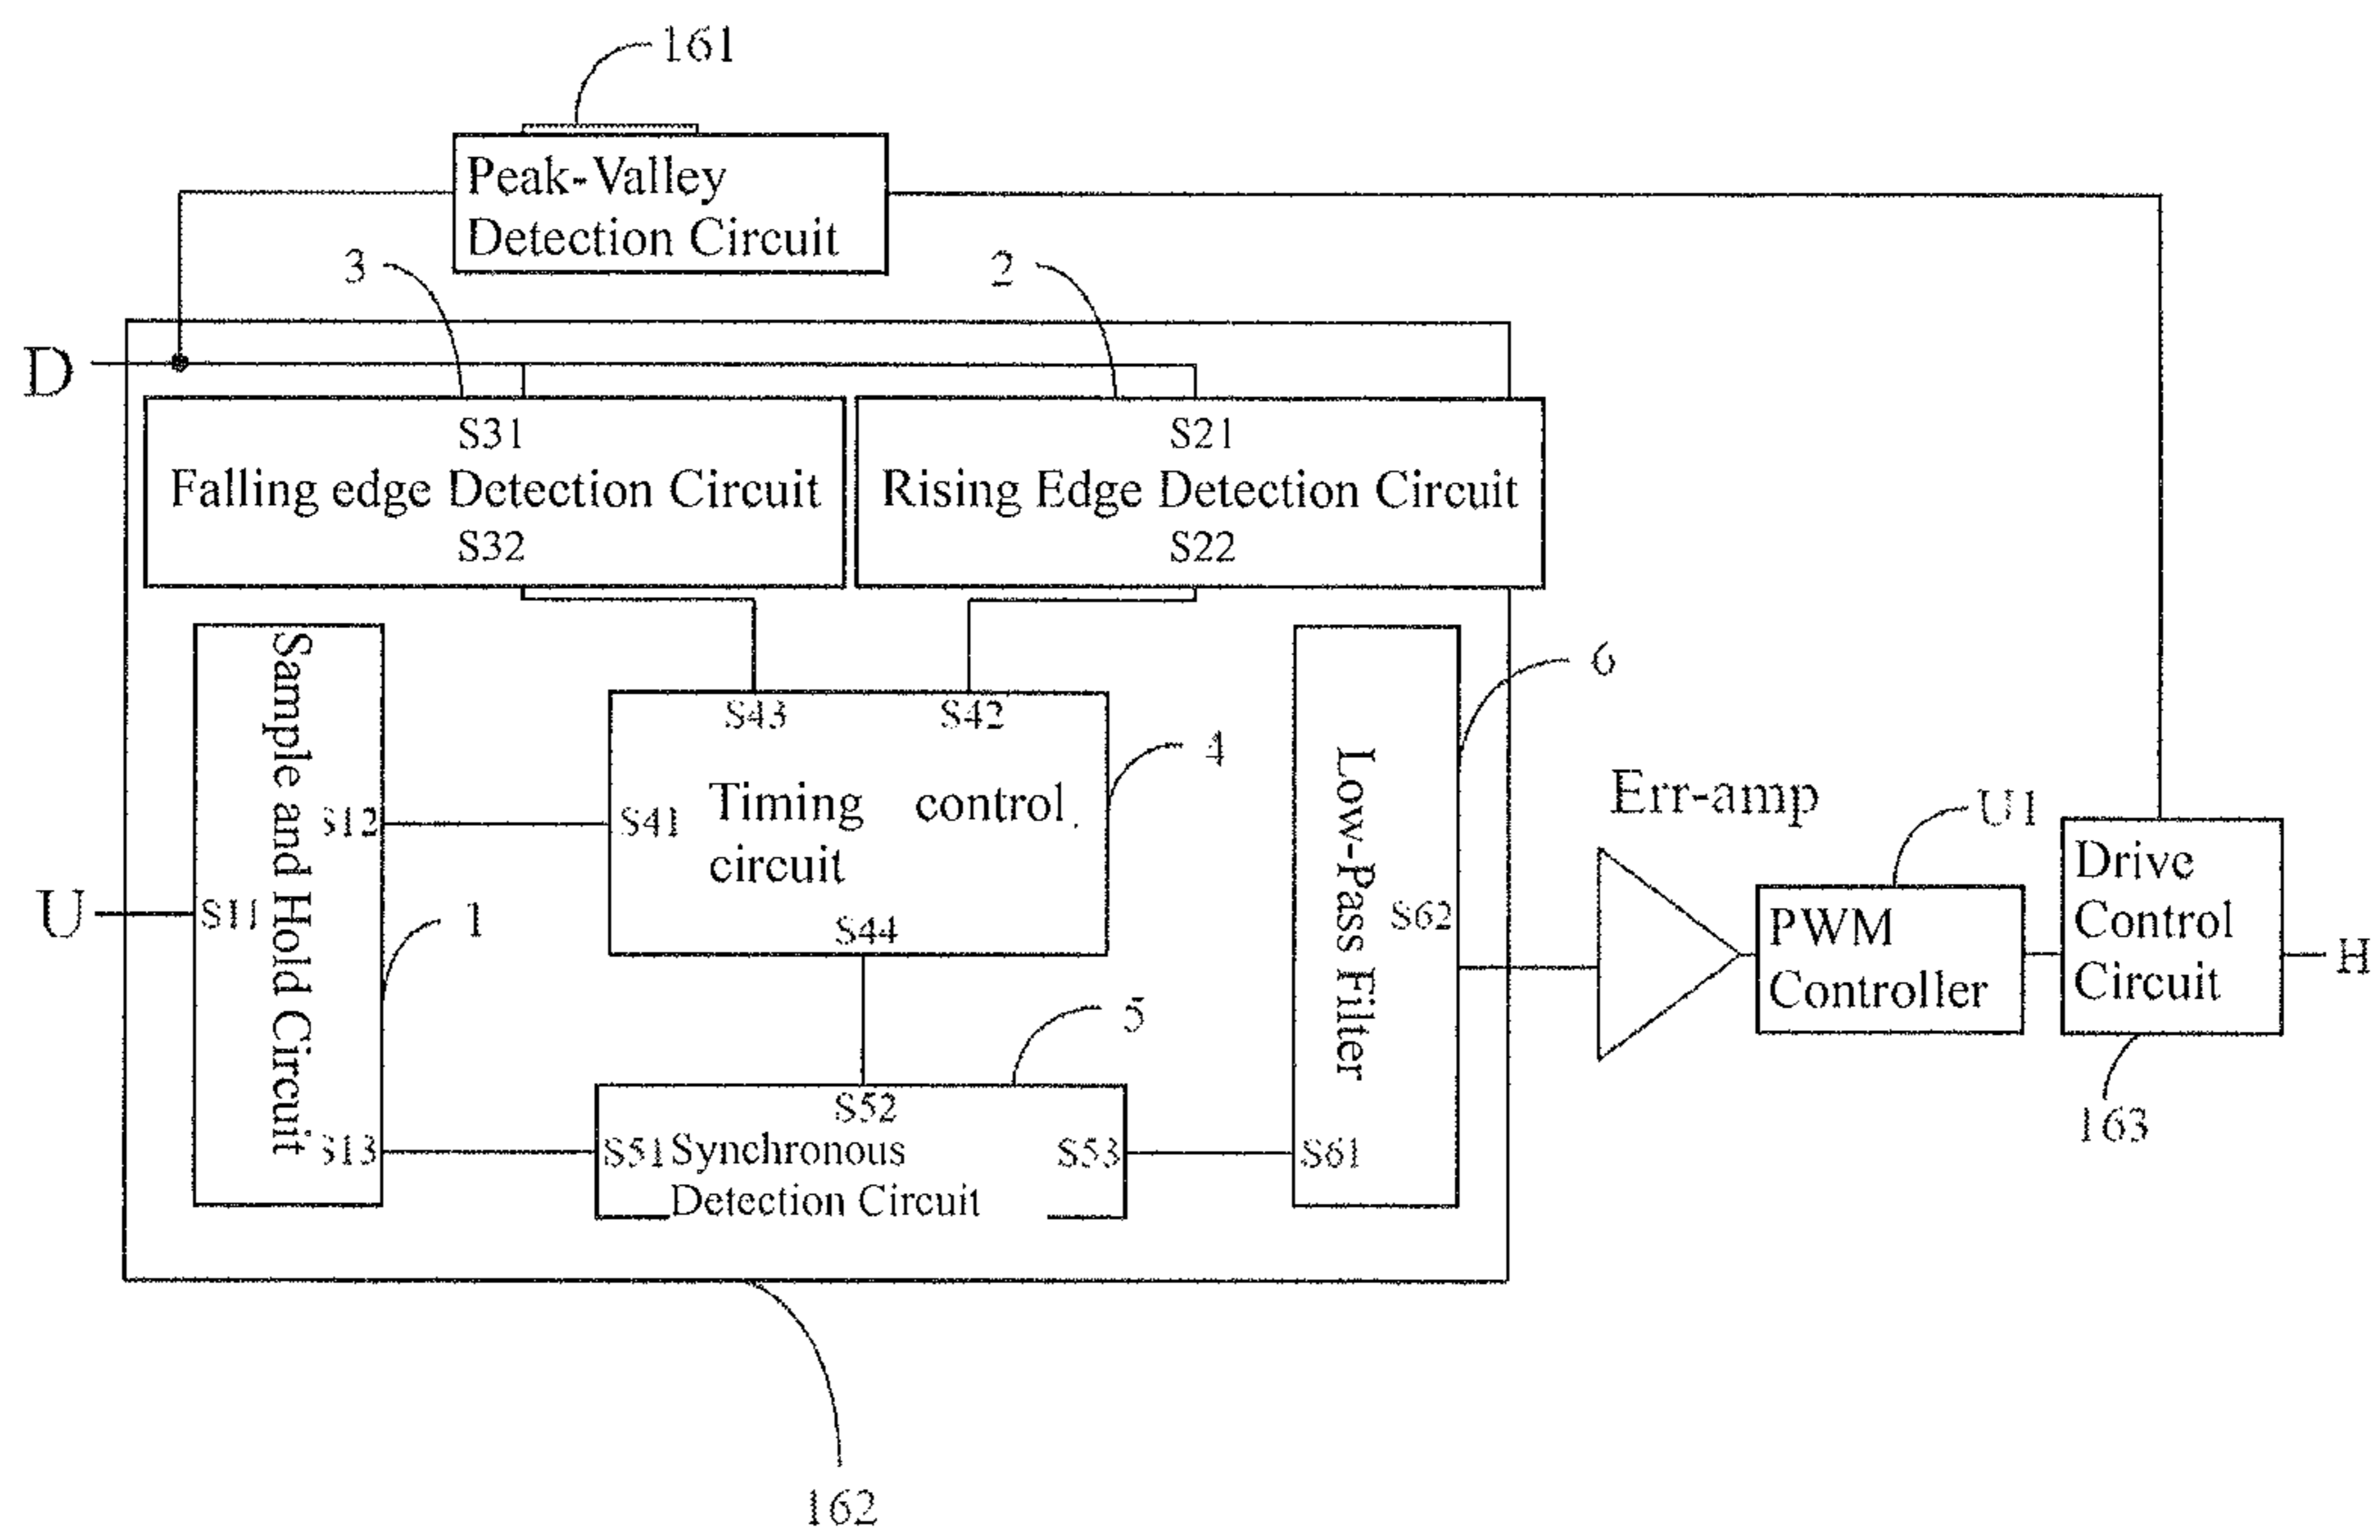 161
Peak-Valley
Detection Circuit
3
2
D
S31
S21
Falling edge Detection Circuit
Rising Edge Detection Circuit
S32
S22
Sample and Hold Circuit
S43
S42
6
4
Timing control
circuit
S12
S41
Low-Pass Filter
Err-amp
U1
Drive
Control
Circuit
U
S11
1
S44
S62
PWM
Controller
H
5
S52
163
S13
S51
Synchronous
Detection Circuit
S53
S61
162